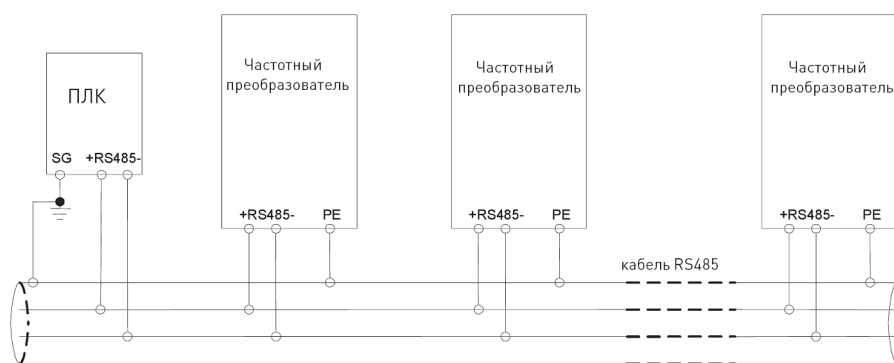 ПЛК
SG +RS485-
Частотный
преобразователь
+RS485- PE
Частотный
преобразователь
+RS485- PE
Частотный
преобразователь
+RS485- PE
кабель RS485